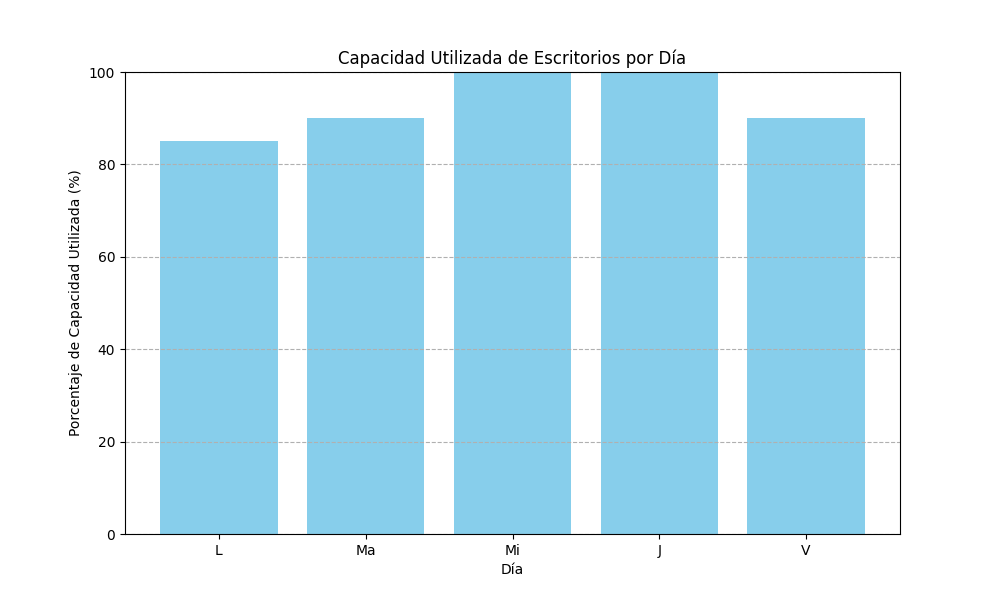 Capacidad Utilizada de Escritorios por Día
100
80
60
40
20
0
Porcentaje de Capacidad Utilizada (%)
L Ma Mi J V
Día